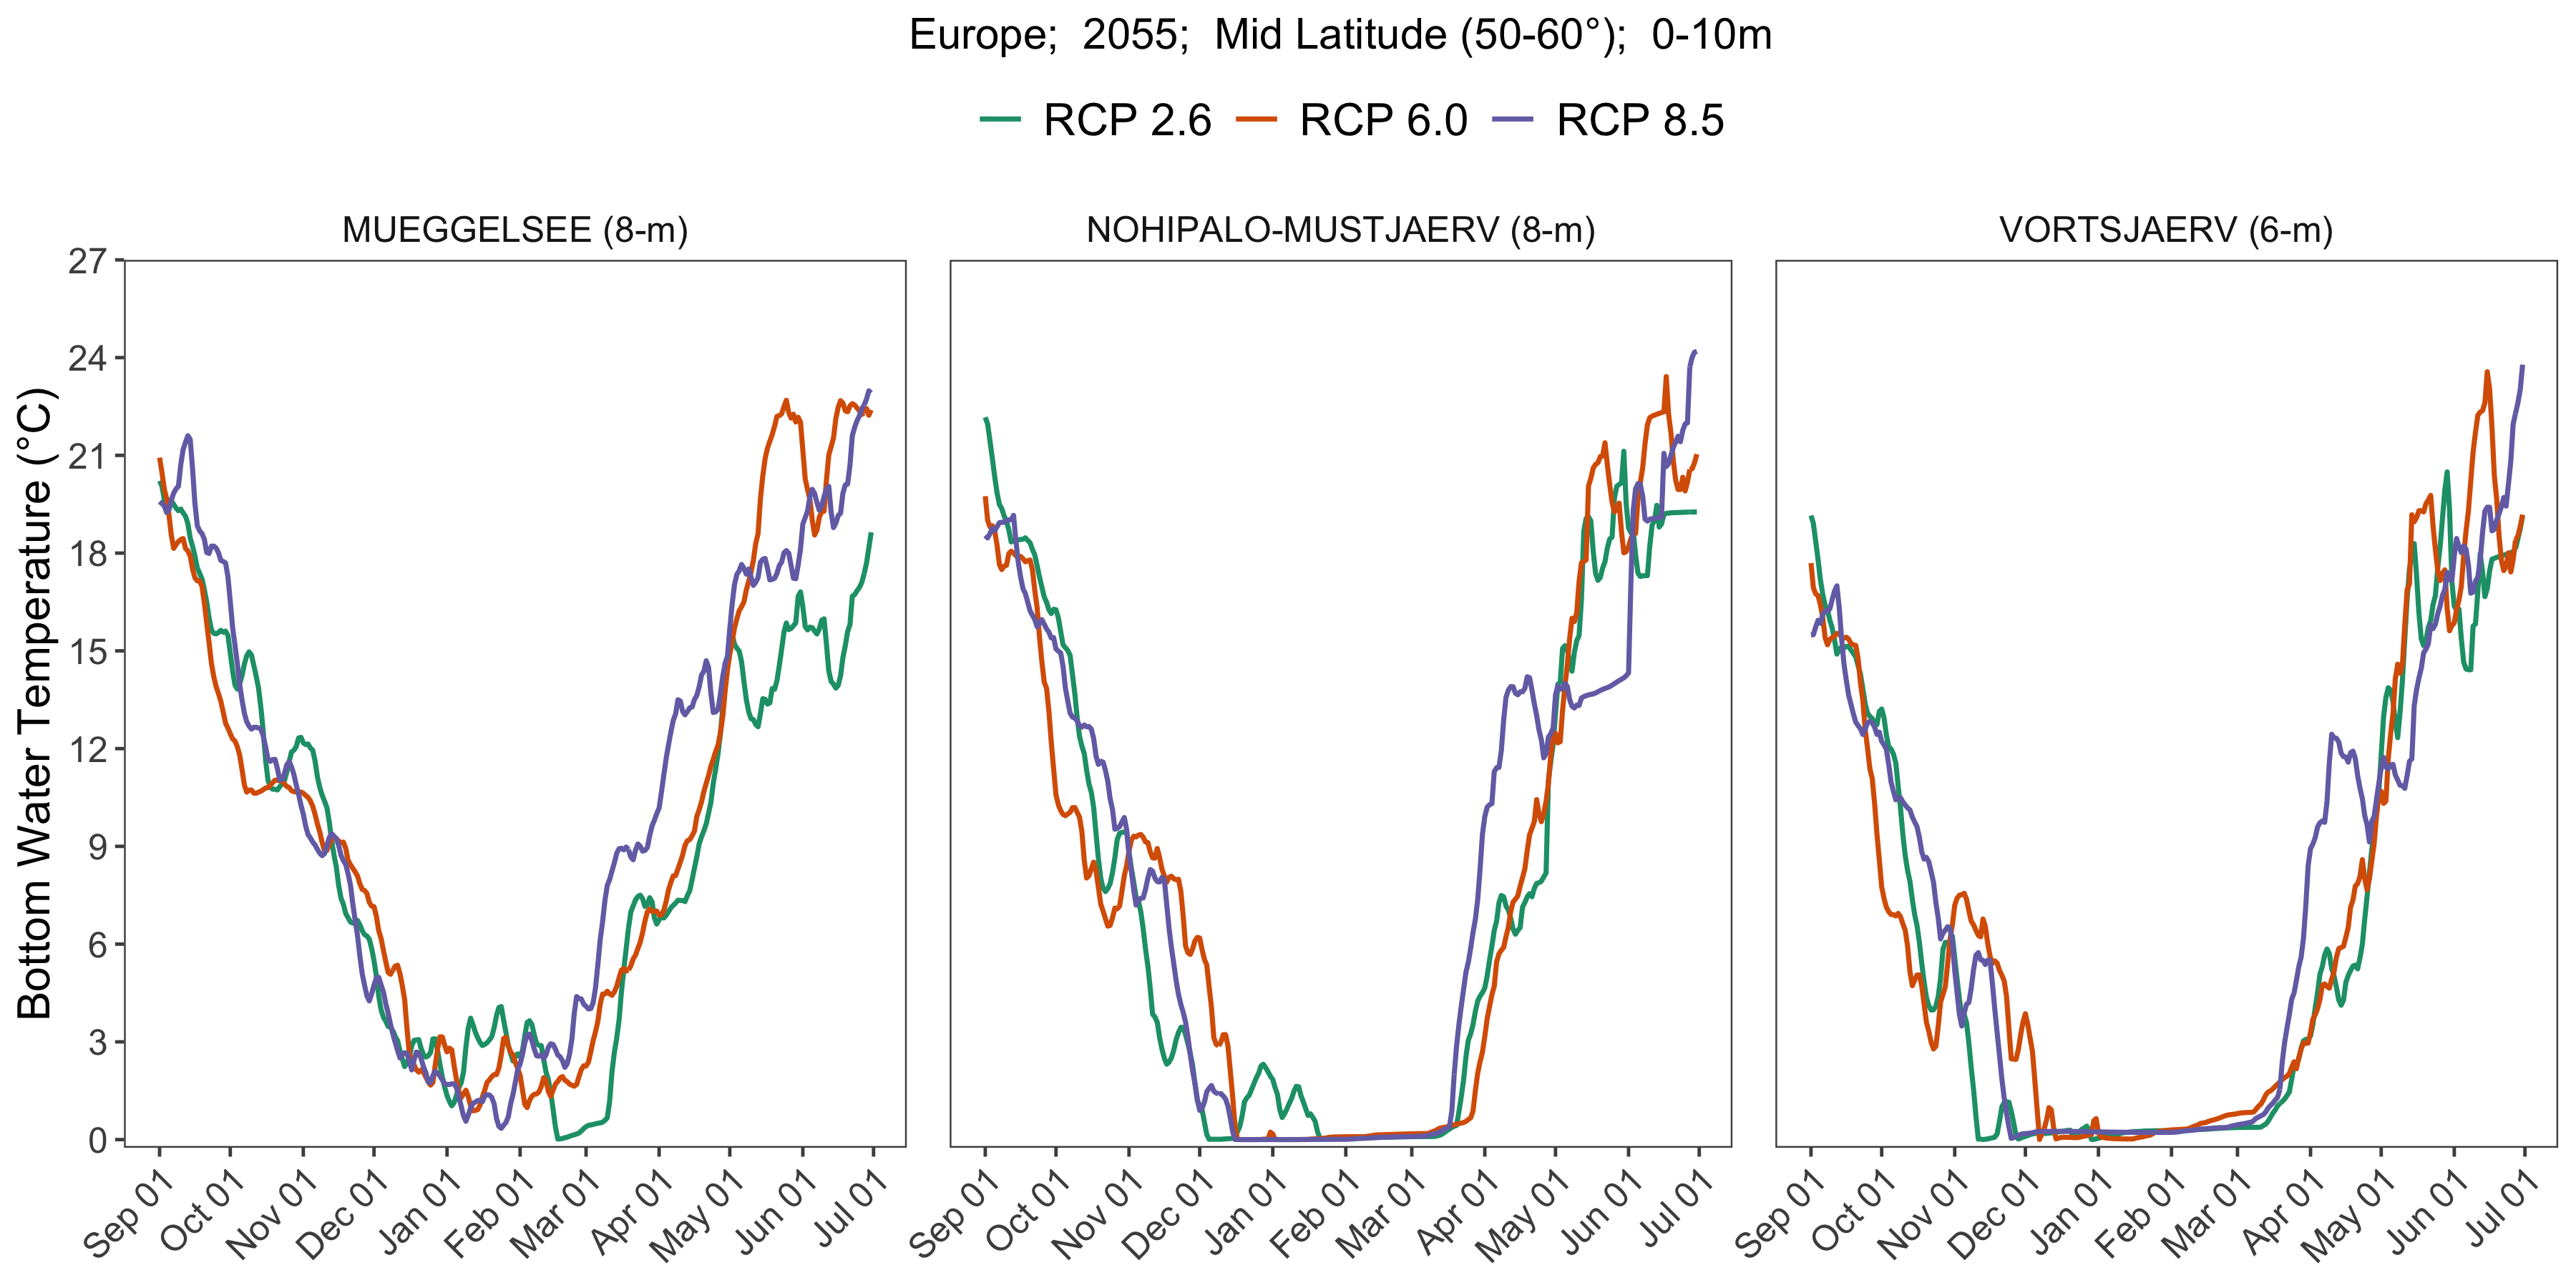 Europe;  2055;  Mid Latitude (50-60°);  0-10m
RCP 2.6 RCP 6.0 RCP 8.5
MUEGGELSEE (8-m) NOHIPALO-MUSTJAERV (8-m) VORTSJAERV (6-m)
Bottom Water Temperature (°C)
27
24
21
18
15
12
9
6
3
0
Sep 01 Oct 01 Nov 01 Dec 01 Jan 01 Feb 01 Mar 01 Apr 01 May 01 Jun 01 Jul 01 Sep 01 Oct 01 Nov 01 Dec 01 Jan 01 Feb 01 Mar 01 Apr 01 May 01 Jun 01 Jul 01 Sep 01 Oct 01 Nov 01 Dec 01 Jan 01 Feb 01 Mar 01 Apr 01 May 01 Jun 01 Jul 01